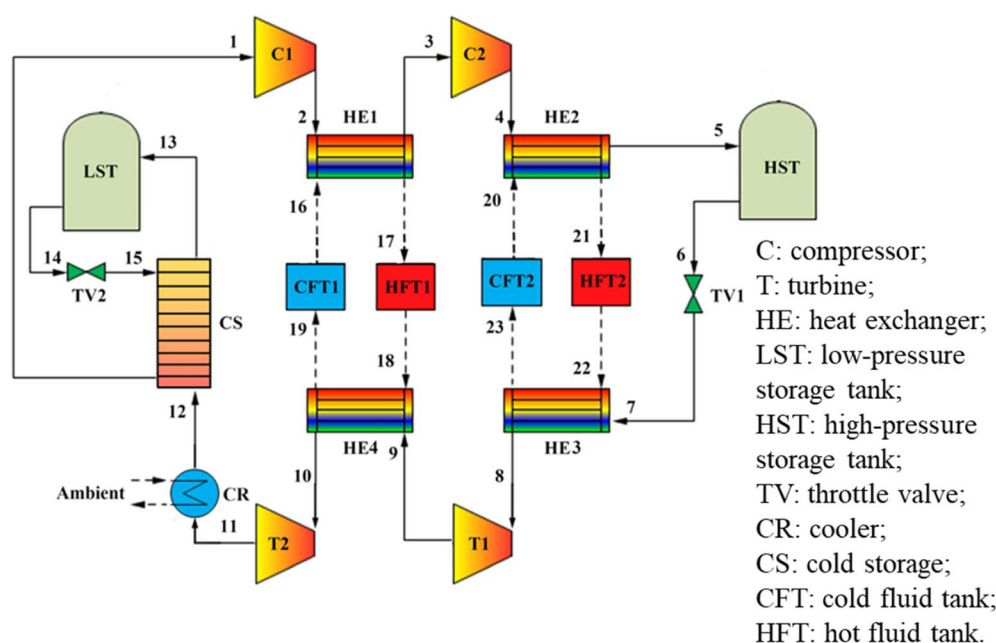 1
C1
3
C2
2
HE1
4
HE2
5
13
LST
HST
16
17
20
21
6
14
15
TV2
CS
CFT1
HFT1
CFT2
HFT2
TV1
19
18
23
22
12
7
HE4
9
HE3
10
8
Ambient
CR
11
T2
T1
C: compressor;
T: turbine;
HE: heat exchanger;
LST: low-pressure
storage tank;
HST: high-pressure
storage tank;
TV: throttle valve;
CR: cooler;
CS: cold storage;
CFT: cold fluid tank;
HFT: hot fluid tank.